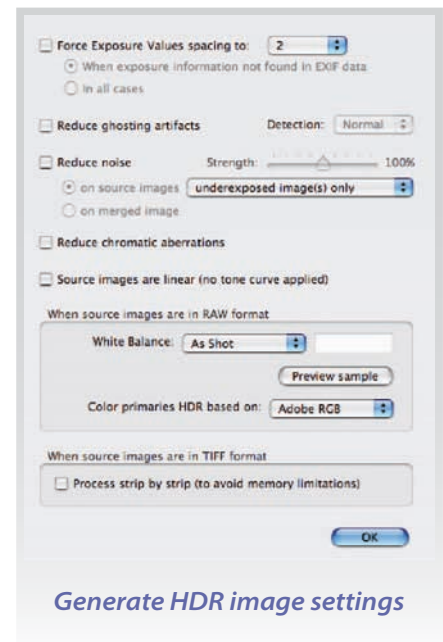 Force Exposure Values spacing to: 2
When exposure information not found in EXIF data
In all cases
Reduce ghosting artifacts Detection: Normal
Reduce noise Strength: 100%
on source images underexposed image(s) only
on merged image
Reduce chromatic aberrations
Source images are linear (no tone curve applied)
When source images are in RAW format
White Balance: As Shot
Preview sample
Color primaries HDR based on: Adobe RGB
When source images are in TIFF format
Process strip by strip (to avoid memory limitations)
OK
Generate HDR image settings